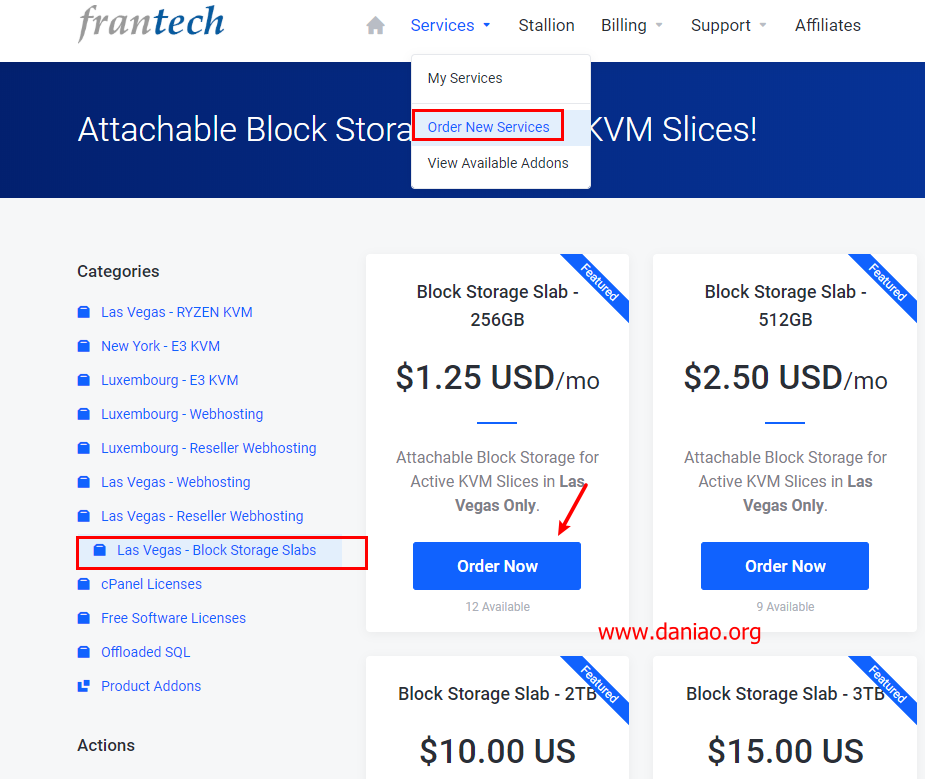 frantech
Services
Stallion
Billing
Support
Affiliates
My Services
Order New Services
View Available Addons
Attachable Block Stora
KVM Slices!
Categories
Las Vegas - RYZEN KVM
New York - E3 KVM
Luxembourg - E3 KVM
Luxembourg - Webhosting
Luxembourg - Reseller Webhosting
Las Vegas - Webhosting
Las Vegas - Reseller Webhosting
Las Vegas - Block Storage Slabs
cPanel Licenses
Free Software Licenses
Offloaded SQL
Product Addons
Actions
Featured
Block Storage Slab -
256GB
$1.25 USD/mo
Attachable Block Storage for
Active KVM Slices in Las
Vegas Only.
Order Now
12 Available
Featured
Block Storage Slab -
512GB
$2.50 USD/mo
Attachable Block Storage for
Active KVM Slices in Las
Vegas Only.
Order Now
9 Available
www.daniao.org
Featured
Block Storage Slab - 2TB
$10.00 US
Featured
Block Storage Slab - 3TB
$15.00 US